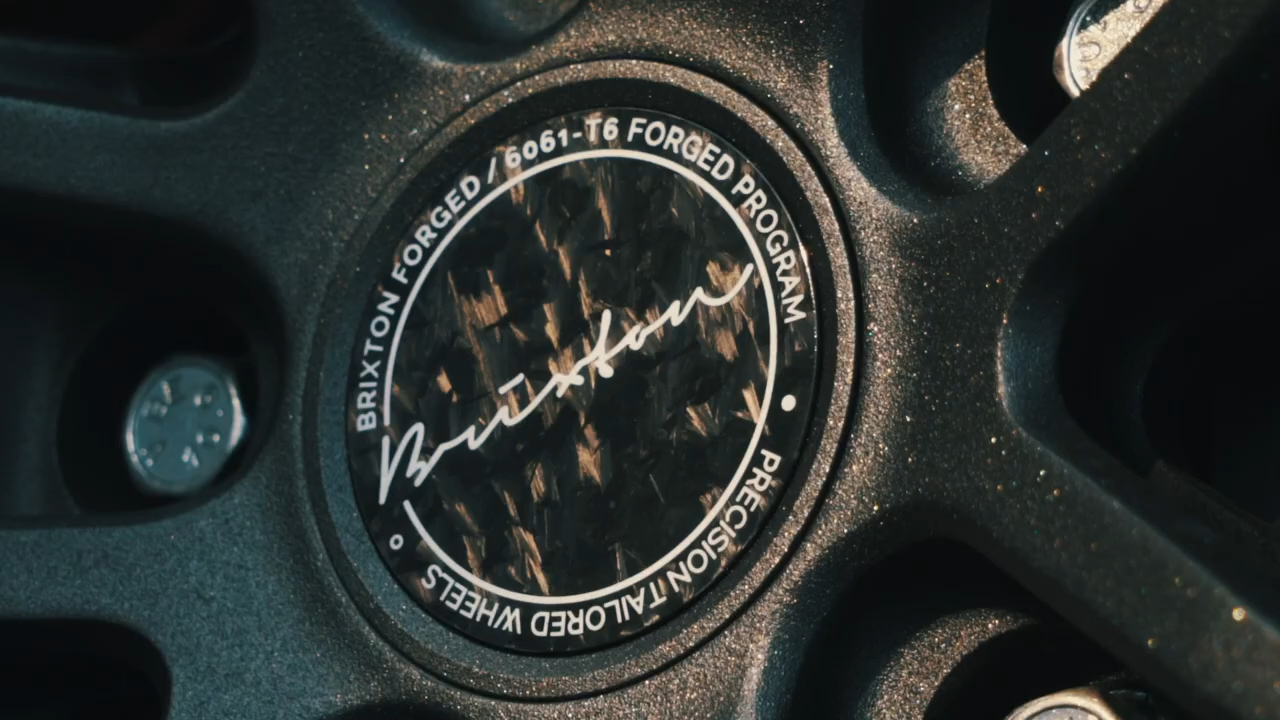 BRIXTON FORGED / 6061-T6 FORGED PROGRAM
Brixton
PRECISION TAILORED WHEELS